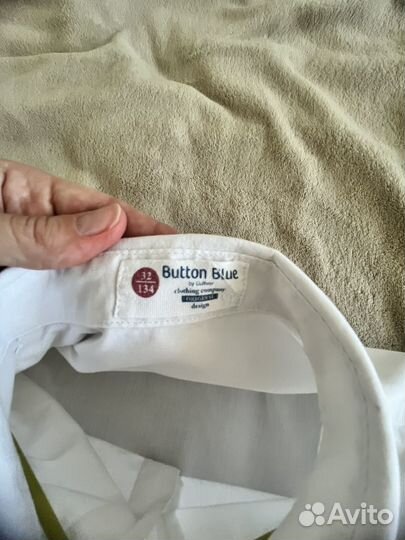 32
134
Button Blue
by Gulliver
clothing company
design
Avito